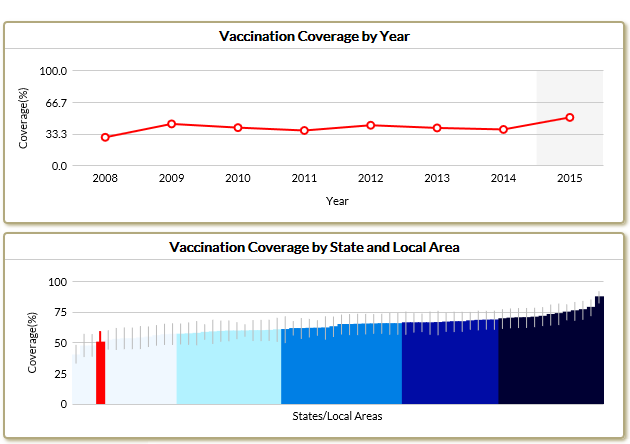 Vaccination Coverage by Year
100.0
66.7
33.3
0.0
Coverage(%)
2008 2009 2010 2011 2012 2013 2014 2015
Year
Vaccination Coverage by State and Local Area
100
75
50
25
0
Coverage(%)
States/Local Areas